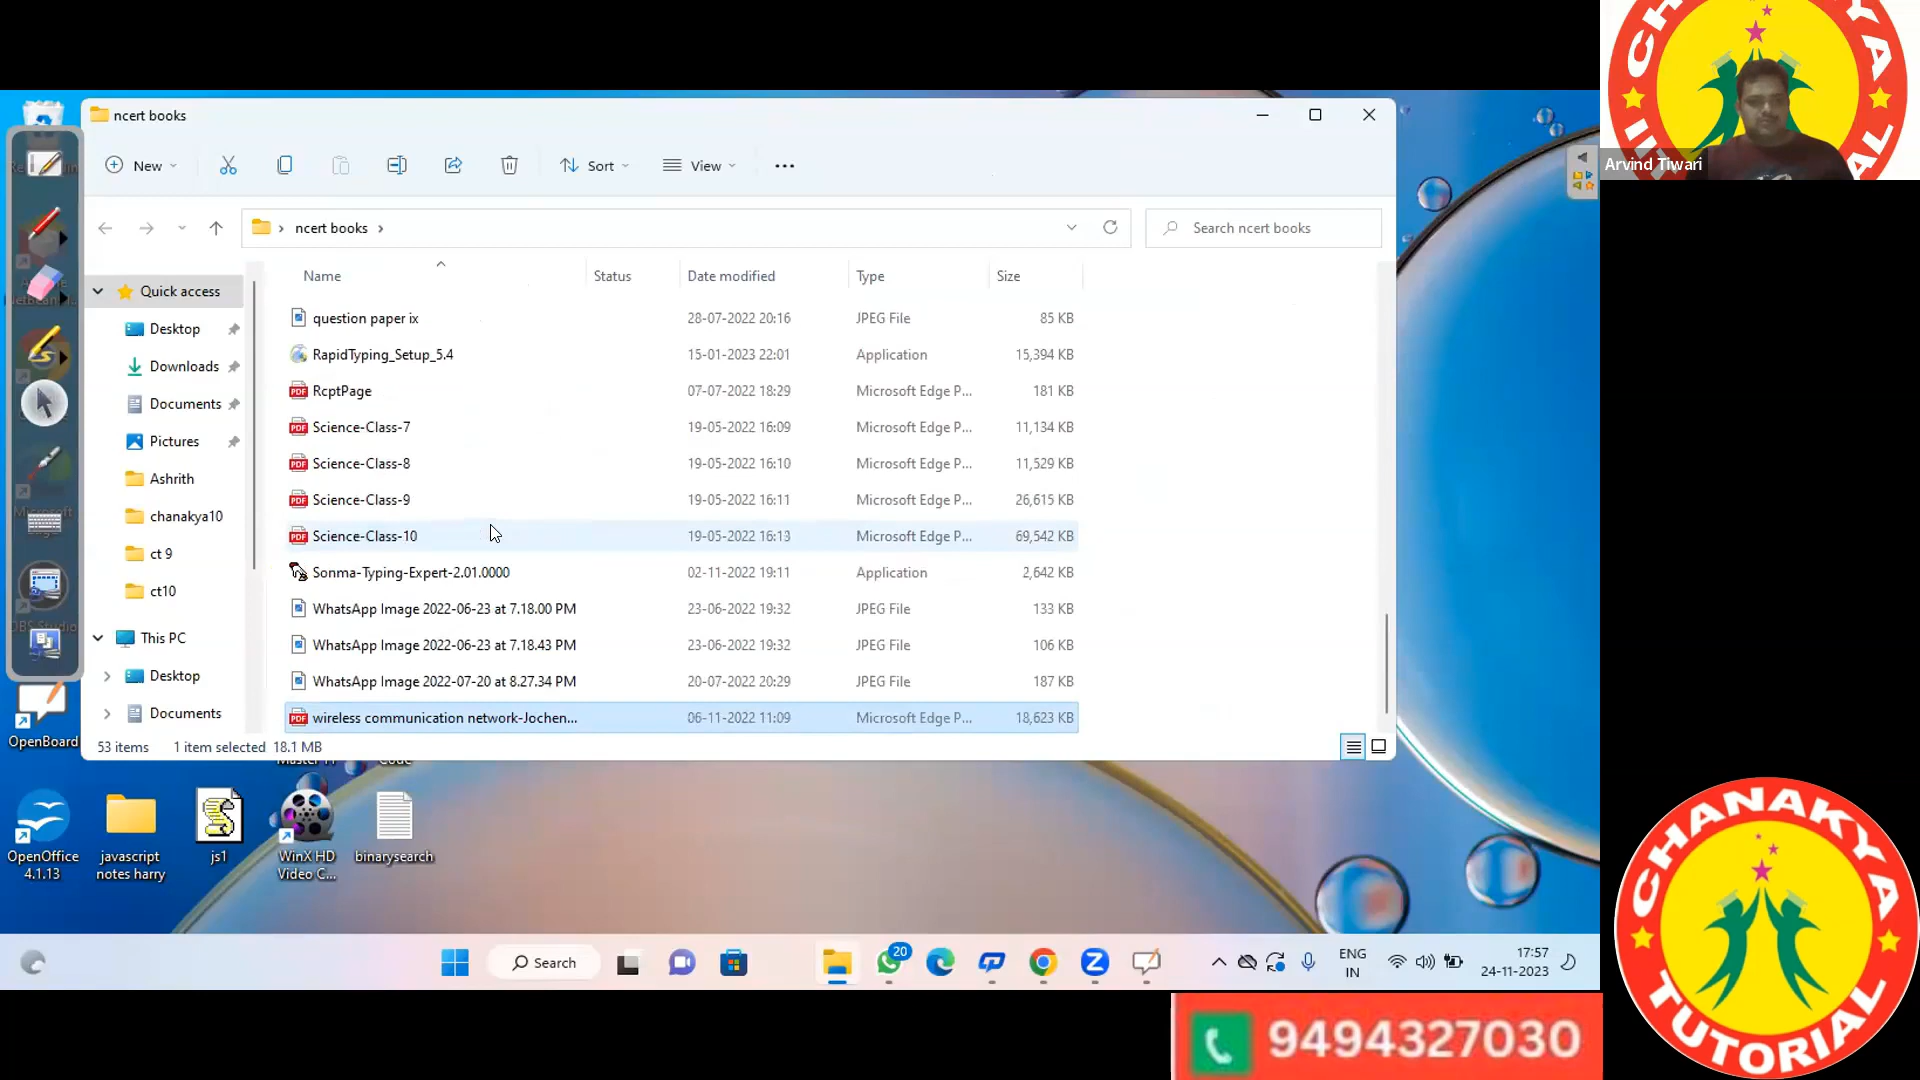 ncert books
New
Sort
View
ncert books
Search ncert books
Name Status Date modified Type Size
question paper ix 28-07-2022 20:16 JPEG File 85 KB
RapidTyping_Setup_5.4 15-01-2023 22:01 Application 15,394 KB
RcptPage 07-07-2022 18:29 Microsoft Edge P... 181 KB
Science-Class-7 19-05-2022 16:09 Microsoft Edge P... 11,134 KB
Science-Class-8 19-05-2022 16:10 Microsoft Edge P... 11,529 KB
Science-Class-9 19-05-2022 16:11 Microsoft Edge P... 26,615 KB
Science-Class-10 19-05-2022 16:13 Microsoft Edge P... 69,542 KB
Sonma-Typing-Expert-2.01.0000 02-11-2022 19:11 Application 2,642 KB
WhatsApp Image 2022-06-23 at 7.18.00 PM 23-06-2022 19:32 JPEG File 133 KB
WhatsApp Image 2022-06-23 at 7.18.43 PM 23-06-2022 19:32 JPEG File 106 KB
WhatsApp Image 2022-07-20 at 8.27.34 PM 20-07-2022 20:29 JPEG File 187 KB
wireless communication network-Jochen... 06-11-2022 11:09 Microsoft Edge P... 18,623 KB
Quick access
Desktop
Downloads
Documents
Pictures
Ashrith
chanakya10
ct 9
ct10
This PC
Desktop
Documents
53 items 1 item selected 18.1 MB
OpenBoard
OpenOffice
4.1.13
javascript
notes harry
js1
WinX HD
Video C...
binarysearch
Search
20
ENG
IN
17:57
24-11-2023
Arvind Tiwari
9494327030
CHANAKYA
TUTORIAL